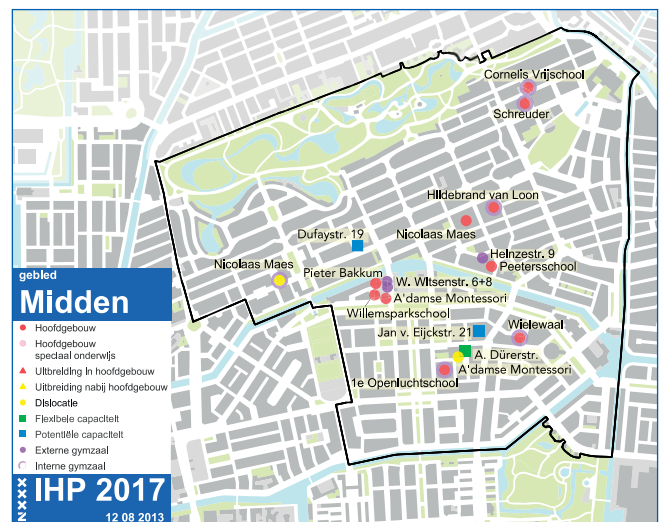 Cornelis Vrijschool
Schreuder
Hildebrand van Loon
Nicolaas Maes
Dufaystr. 19
Heinzestr. 9
Peetersschool
Nicolaas Maes
Pieter Bakkum
W. Witsenstr. 6+8
A'damse Montessori
Willemsparkschool
Jan v. Eijckstr. 21
Wielewaal
A. Dürerstr.
A'damse Montessori
1e Openluchtschool
gebied
Midden
Hoofdgebouw
Hoofdgebouw
speciaal onderwijs
Uitbreiding in hoofdgebouw
Uitbreiding nabij hoofdgebouw
Dislocatie
Flexibele capaciteit
Potentiële capaciteit
Externe gymzaal
Interne gymzaal
N XXX IHP 2017
12 08 2013